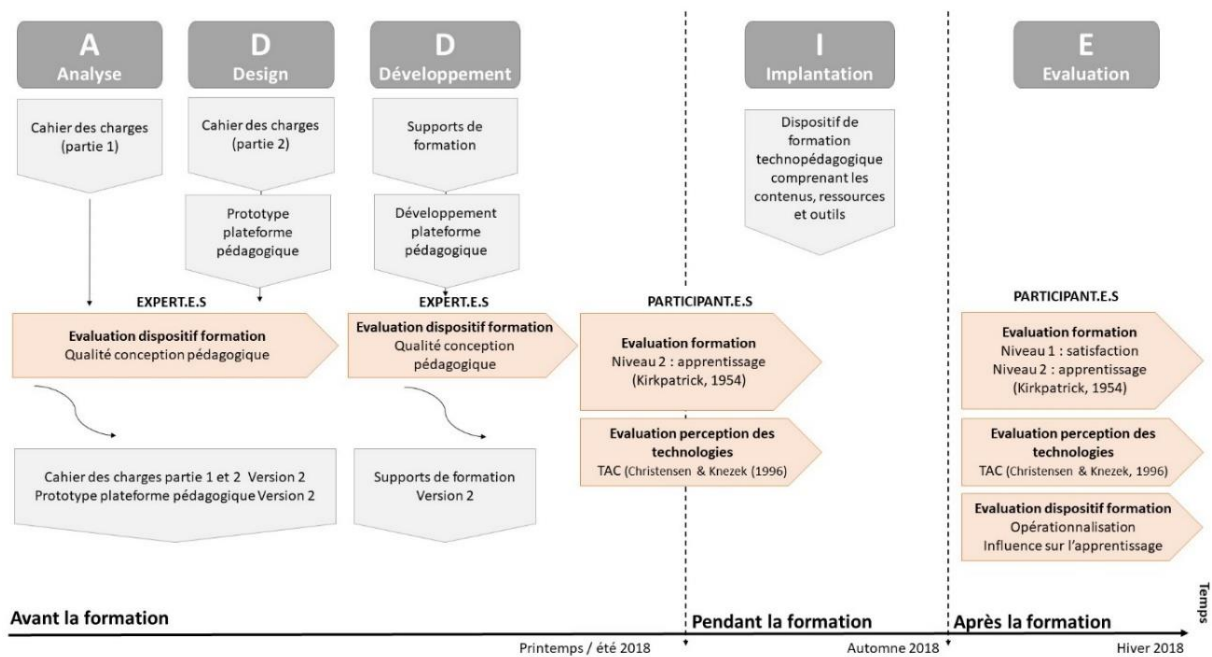 A
Analyse
D
Design
D
Développement
I
Implantation
E
Evaluation
Cahier des charges
(partie 1)
Cahier des charges
(partie 2)
Supports de
formation
Dispositif de
formation
technopédagogique
comprenant les
contenus, ressources
et outils
Prototype
plateforme
pédagogique
Développement
plateforme
pédagogique
EXPERT.E.S
Evaluation dispositif formation
Qualité conception pédagogique
EXPERT.E.S
Evaluation dispositif formation
Qualité conception
pédagogique
PARTICIPANT.E.S
Evaluation formation
Niveau 2 : apprentissage
(Kirkpatrick, 1954)
Evaluation perception des
technologies
TAC (Christensen & Knezek (1996)
PARTICIPANT.E.S
Evaluation formation
Niveau 1 : satisfaction
Niveau 2 : apprentissage
(Kirkpatrick, 1954)
Evaluation perception des
technologies
TAC (Christensen & Knezek, 1996)
Evaluation dispositif formation
Opérationnalisation
Influence sur l'apprentissage
Cahier des charges partie 1 et 2 Version 2
Prototype plateforme pédagogique Version 2
Supports de formation
Version 2
Avant la formation
Pendant la formation
Après la formation
Temps
Printemps / été 2018
Automne 2018
Hiver 2018